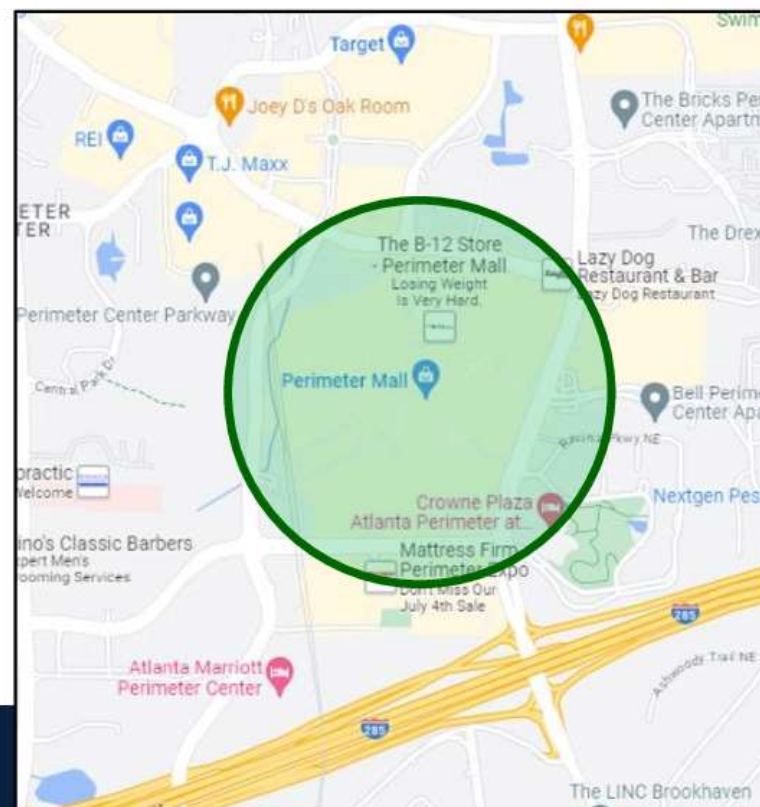 Swim
Target
The Bricks Pe
Center Apartm
Joey D's Oak Room
REI
T.J. Maxx
ETER
TER
The B-12 Store
- Perimeter Mall
Losing Weight
Is Very Hard.
The Drex
Lazy Dog
Restaurant & Bar
Lazy Dog Restaurant
Perimeter Center Parkway
Central Park Dr
Perimeter Mall
Bell Perime
Center Apa
Pkwy NE
practic
Welcome
Crowne Plaza
Atlanta Perimeter at...
Nextgen Pes
ino's Classic Barbers
xpert Men's
rooming Services
Mattress Firm
Perimeter Expo
Don't Miss Our
July 4th Sale
285
Atlanta Marriott
Perimeter Center
Ashwoody Trail NE
285
The LINC Brookhaven